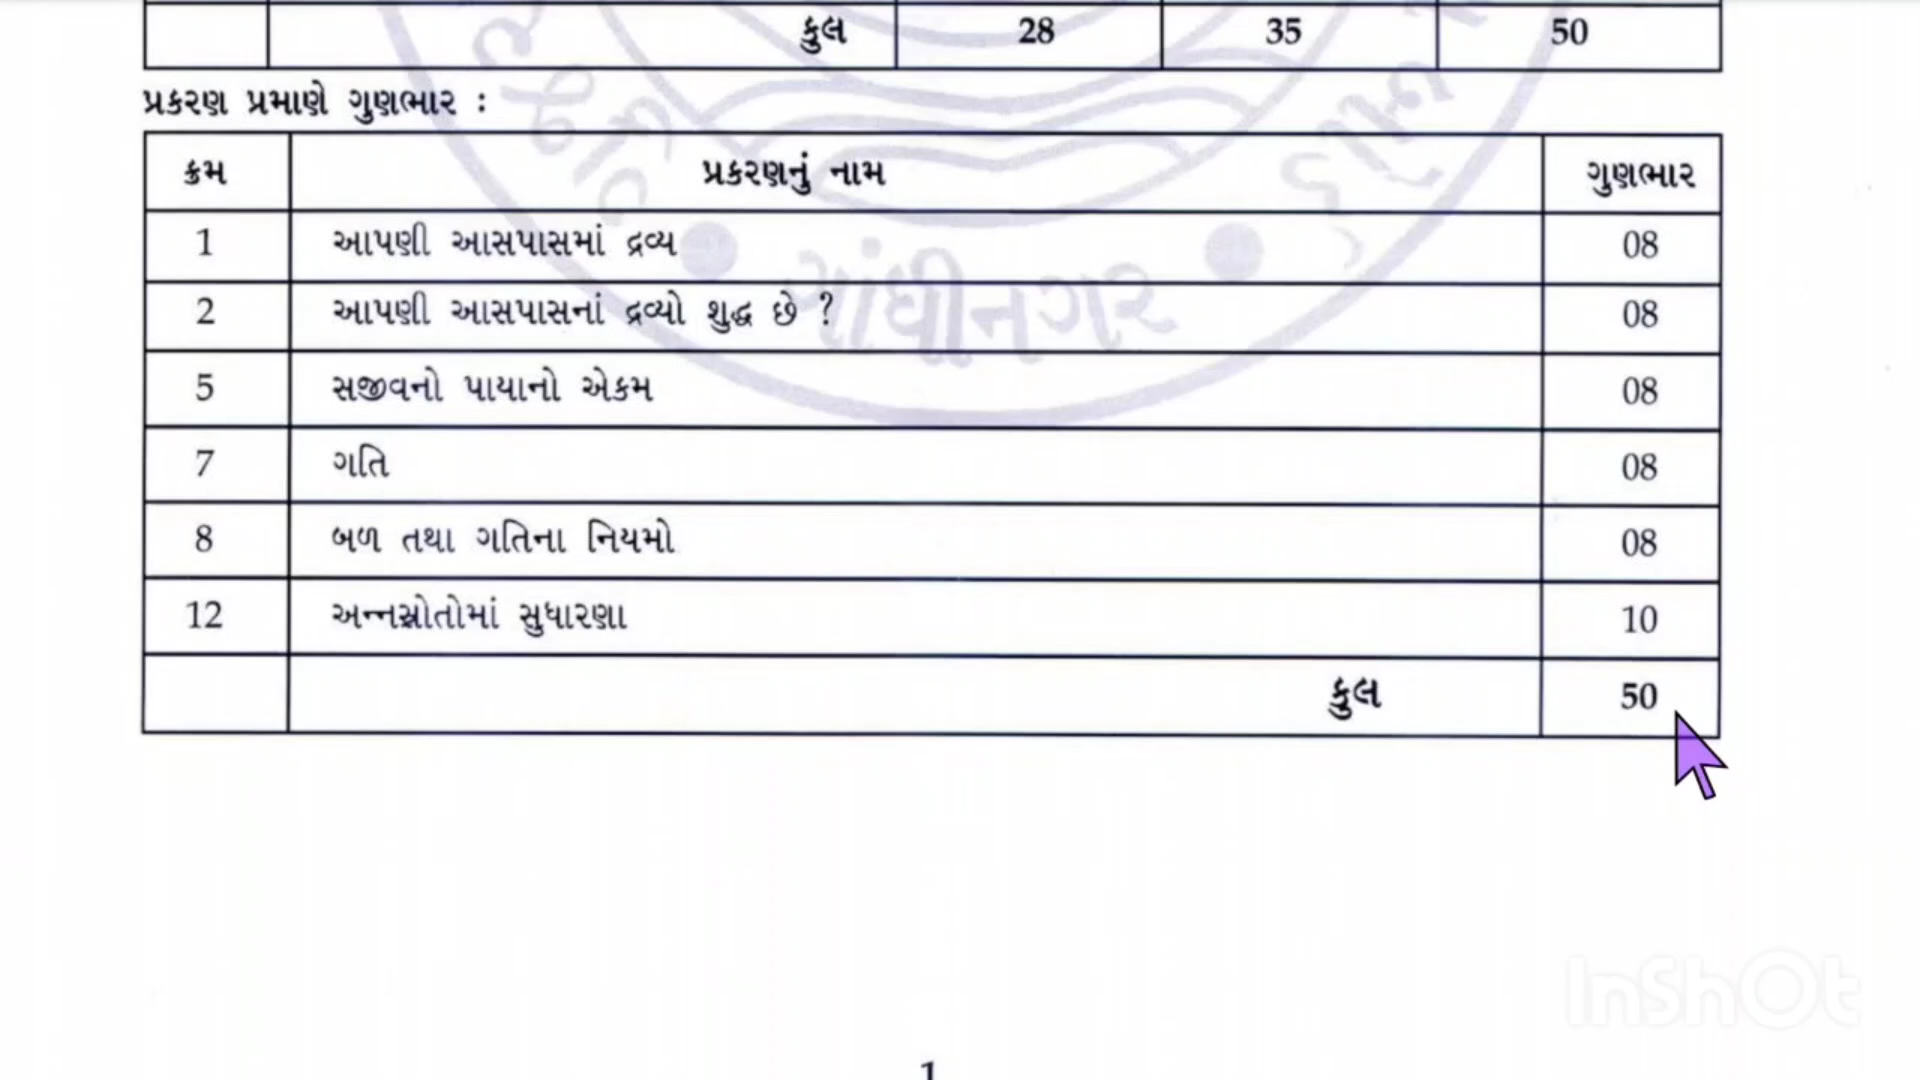 કુલ 28 35 50
પ્રકરણ પ્રમાણે ગુણભાર :
ક્રમ પ્રકરણનું નામ ગુણભાર
1 આપણી આસપાસમાં દ્રવ્ય 08
2 આપણી આસપાસનાં દ્રવ્યો શુદ્ધ છે ? 08
5 સજીવનો પાયાનો એકમ 08
7 ગતિ 08
8 બળ તથા ગતિના નિયમો 08
12 અન્નસ્રોતોમાં સુધારણા 10
કુલ 50
ગાંધીનગર
InShOt
1